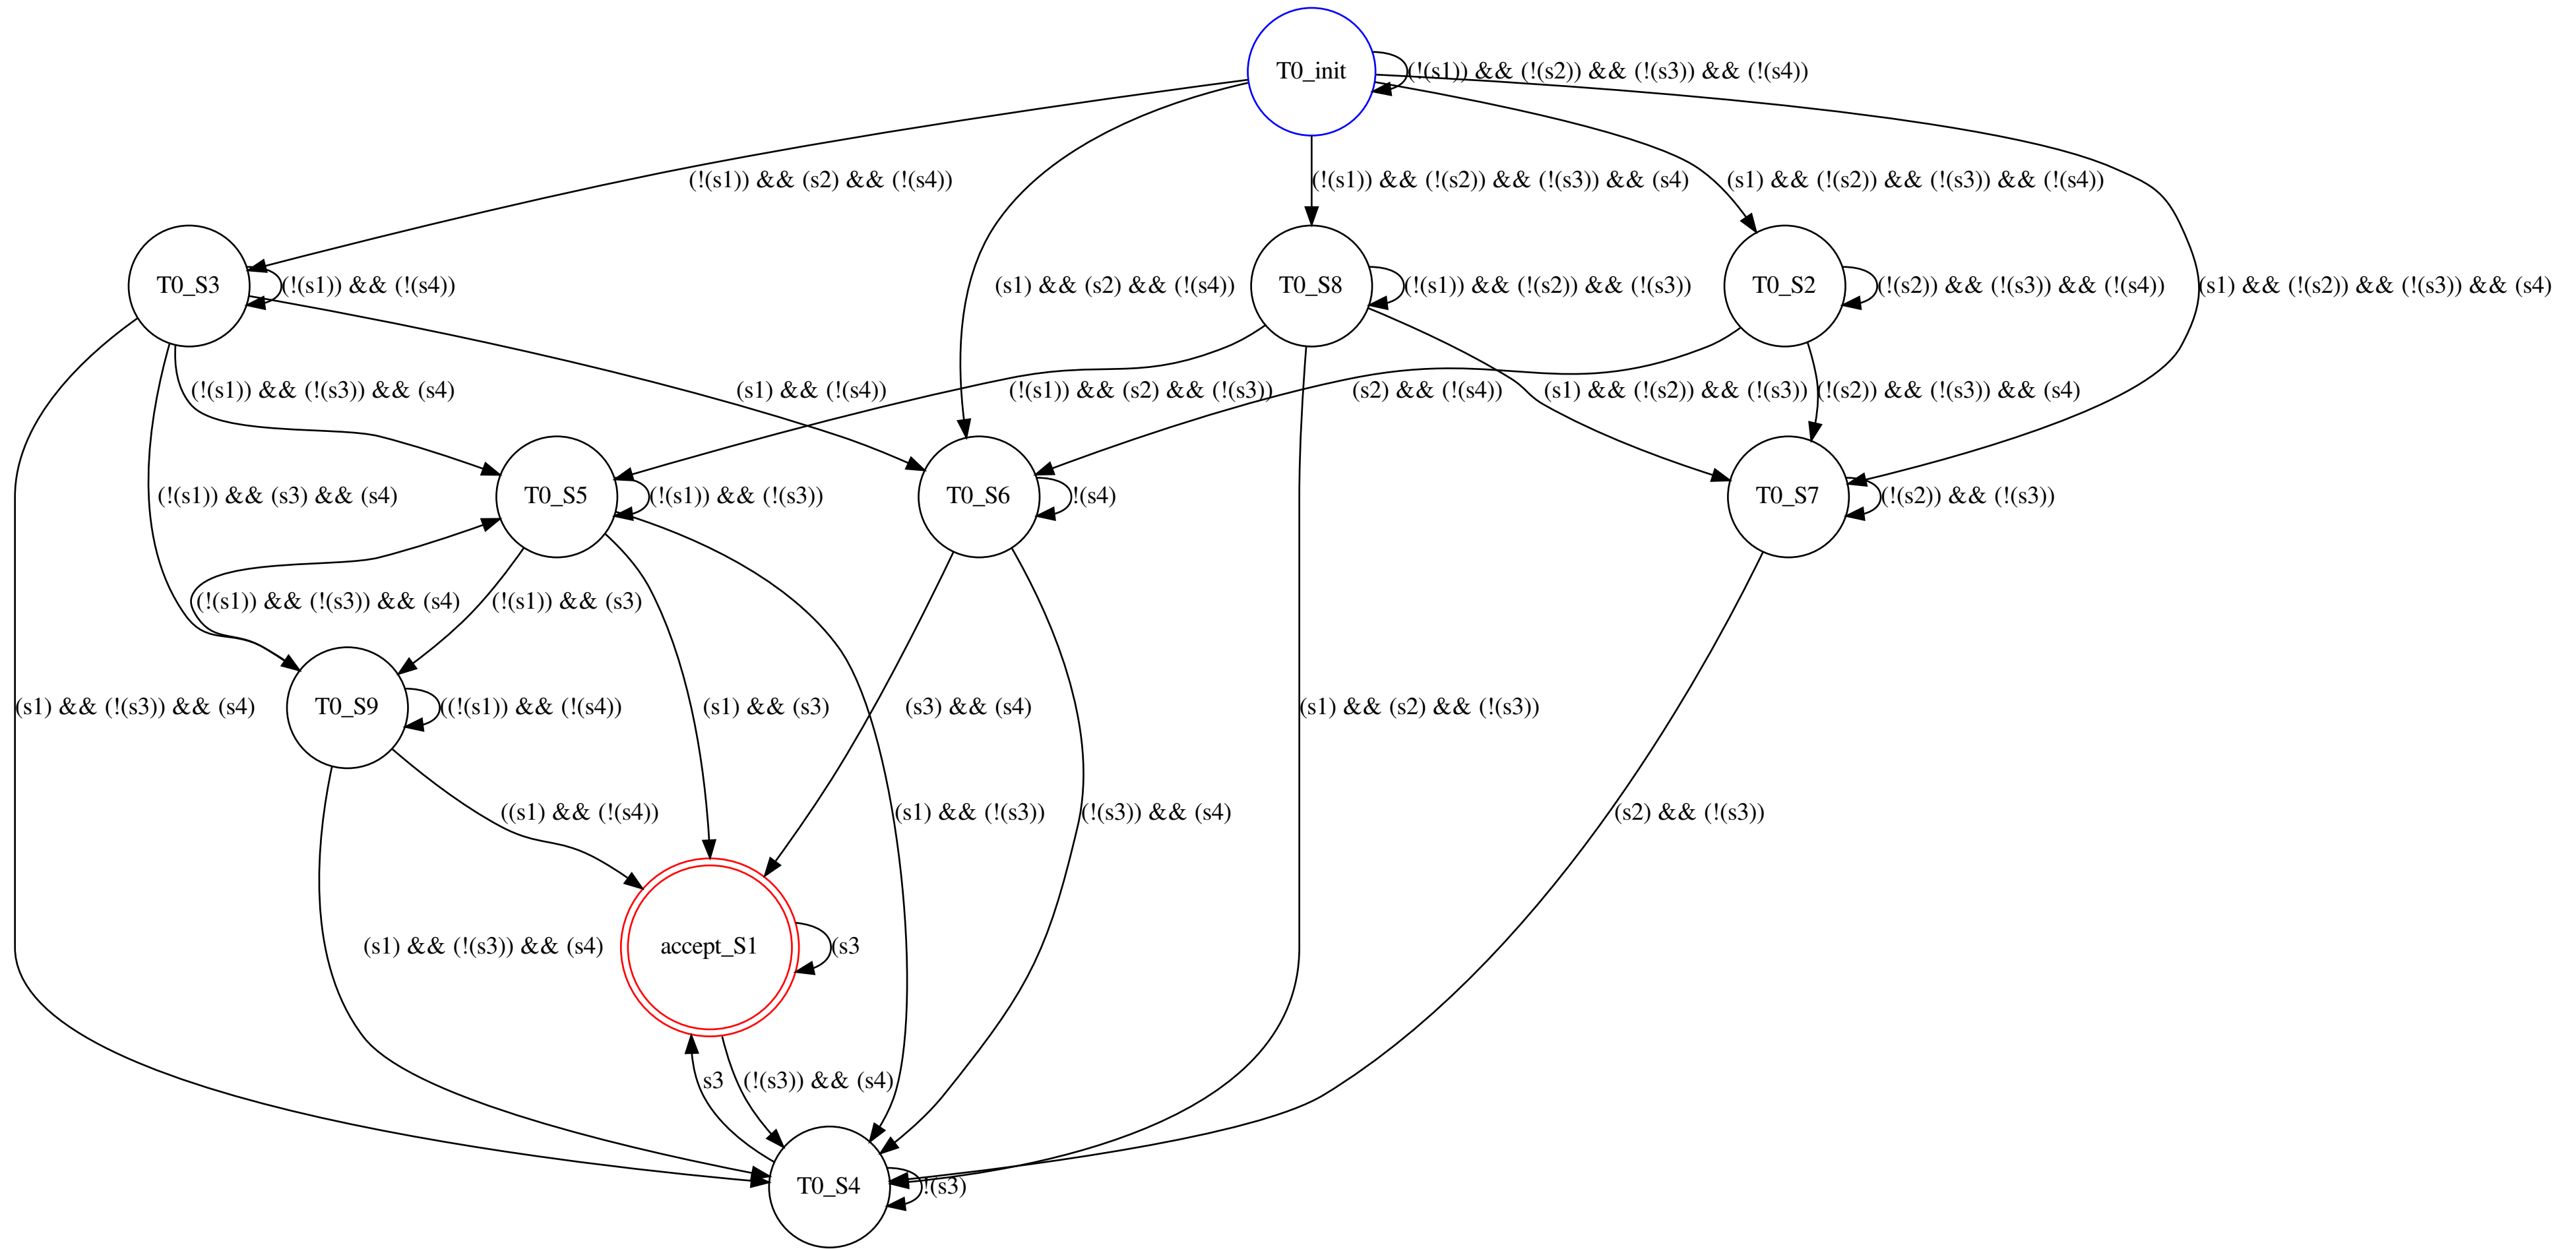 T0_init
(!(s1)) && (!(s2)) && (!(s3)) && (!(s4))
(!(s1)) && (s2) && (!(s4))
(!(s1)) && (!(s2)) && (!(s3)) && (s4)
(s1) && (!(s2)) && (!(s3)) && (!(s4))
T0_S3
(!(s1)) && (!(s4))
(s1) && (s2) && (!(s4))
T0_S8
(!(s1)) && (!(s2)) && (!(s3))
T0_S2
(!(s2)) && (!(s3)) && (!(s4))
(s1) && (!(s2)) && (!(s3)) && (s4)
(!(s1)) && (!(s3)) && (s4)
(s1) && (!(s4))
(!(s1)) && (s2) && (!(s3))
(s2) && (!(s4))
(s1) && (!(s2)) && (!(s3))
(!(s2)) && (!(s3)) && (s4)
(!(s1)) && (s3) && (s4)
T0_S5
(!(s1)) && (!(s3))
T0_S6
!(s4)
T0_S7
(!(s2)) && (!(s3))
(!(s1)) && (!(s3)) && (s4)
(!(s1)) && (s3)
(s1) && (!(s3)) && (s4)
T0_S9
((!(s1)) && (!(s4))
(s1) && (s3)
(s3) && (s4)
(s1) && (s2) && (!(s3))
((s1) && (!(s4))
(s1) && (!(s3))
(!(s3)) && (s4)
(s2) && (!(s3))
(s1) && (!(s3)) && (s4)
accept_S1
(s3
s3
(!(s3)) && (s4)
T0_S4
!(s3)